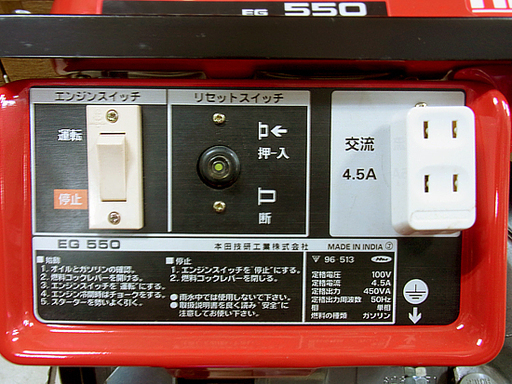 EG 550
エンジンスイッチ
リセットスイッチ
運転
停止
押-入
断
交流
4.5A
EG 550
本田技研工業株式会社
MADE IN INDIA ②
■始動
1. オイルとガソリンの確認。
2. 燃料コックレバーを開ける。
3. エンジンスイッチを"運転"にする。
4. エンジン冷間時はチョークをする。
5. スターターを勢いよく引く。
■停止
1. エンジンスイッチを"停止"にする。
2. 燃料コックレバーを閉じる。
●雨水中では使用しないで下さい。
●取扱説明書を良く読み"安全"に
注意してお使い下さい。
▽ 96-513
定格電圧 100V
定格電流 4.5A
定格出力 450VA
定格出力周波数 50Hz
相 単相
燃料の種類 ガソリン